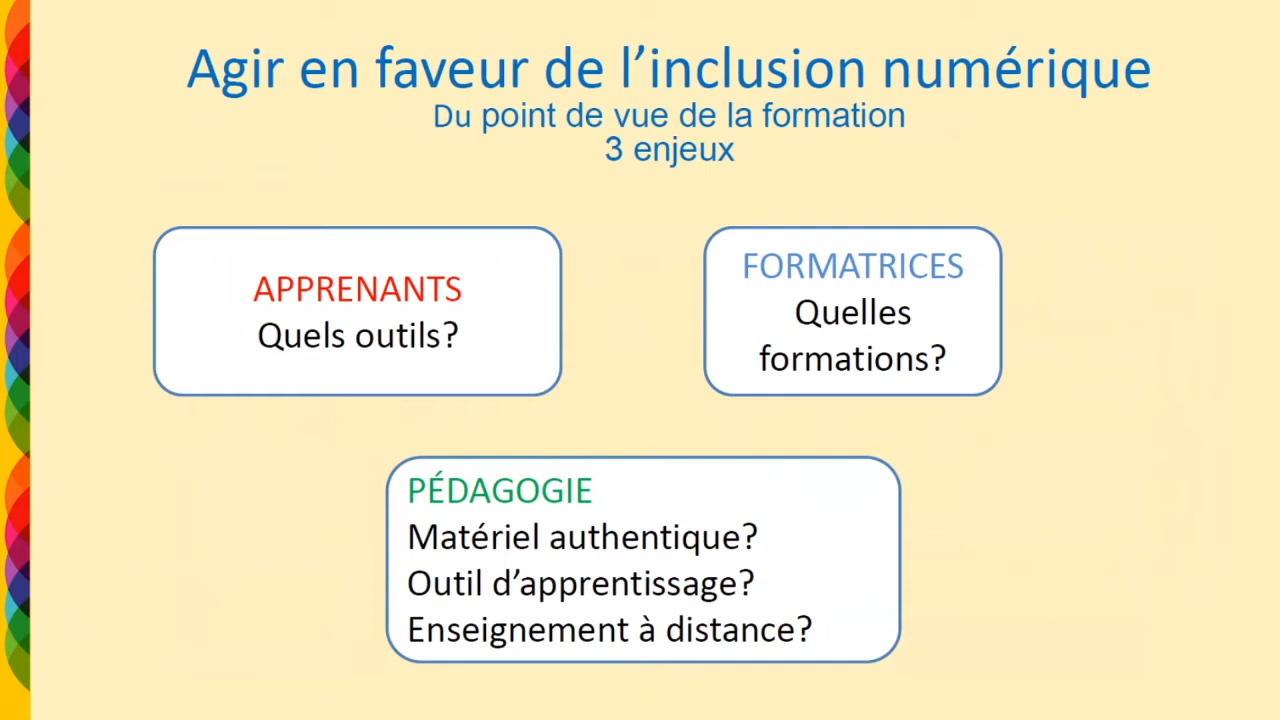 Agir en faveur de l’inclusion numérique
Du point de vue de la formation
3 enjeux
APPRENANTS
Quels outils?
FORMATRICES
Quelles
formations?
PÉDAGOGIE
Matériel authentique?
Outil d’apprentissage?
Enseignement à distance?